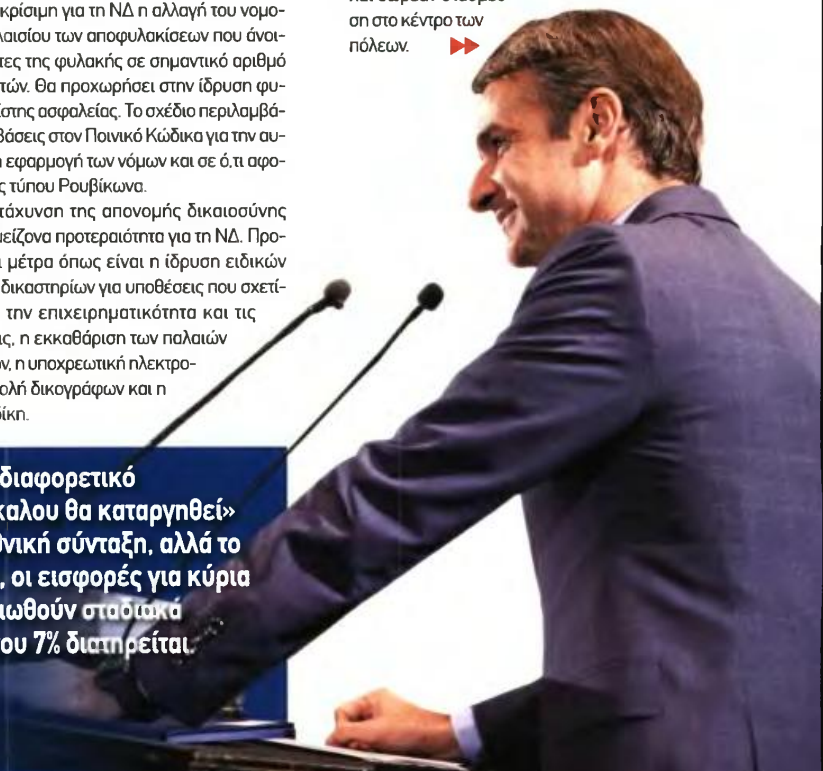 κρίσιμη για τη ΝΔ η αλλαγή του νομο-
λαισίου των αποφυλακίσεων που άνοι-
τες της φυλακής σε σημαντικό αριθμό
τών. Θα προχωρήσει στην ίδρυση φυ-
ίστης ασφαλείας. Το σχέδιο περιλαμβά-
βάσεις στον Ποινικό Κώδικα για την αυ-
η εφαρμογή των νόμων και σε ό,τι αφο-
ς τύπου Ρουβίκωνα.
τάχυνση της απονομής δικαιοσύνης
μείζονα προτεραιότητα για τη ΝΔ. Προ-
ι μέτρα όπως είναι η ίδρυση ειδικών
δικαστηρίων για υποθέσεις που σχετί-
την επιχειρηματικότητα και τις
ις, η εκκαθάριση των παλαιών
ων, η υποχρεωτική ηλεκτρο-
ολή δικογράφων και η
δίκη.
ση στο κέντρο των
πόλεων.
διαφορετικό
καλου θα καταργηθεί»
θνική σύνταξη, αλλά το
, οι εισφορές για κύρια
ιωθούν σταδιακά
ου 7% διατηρείται.